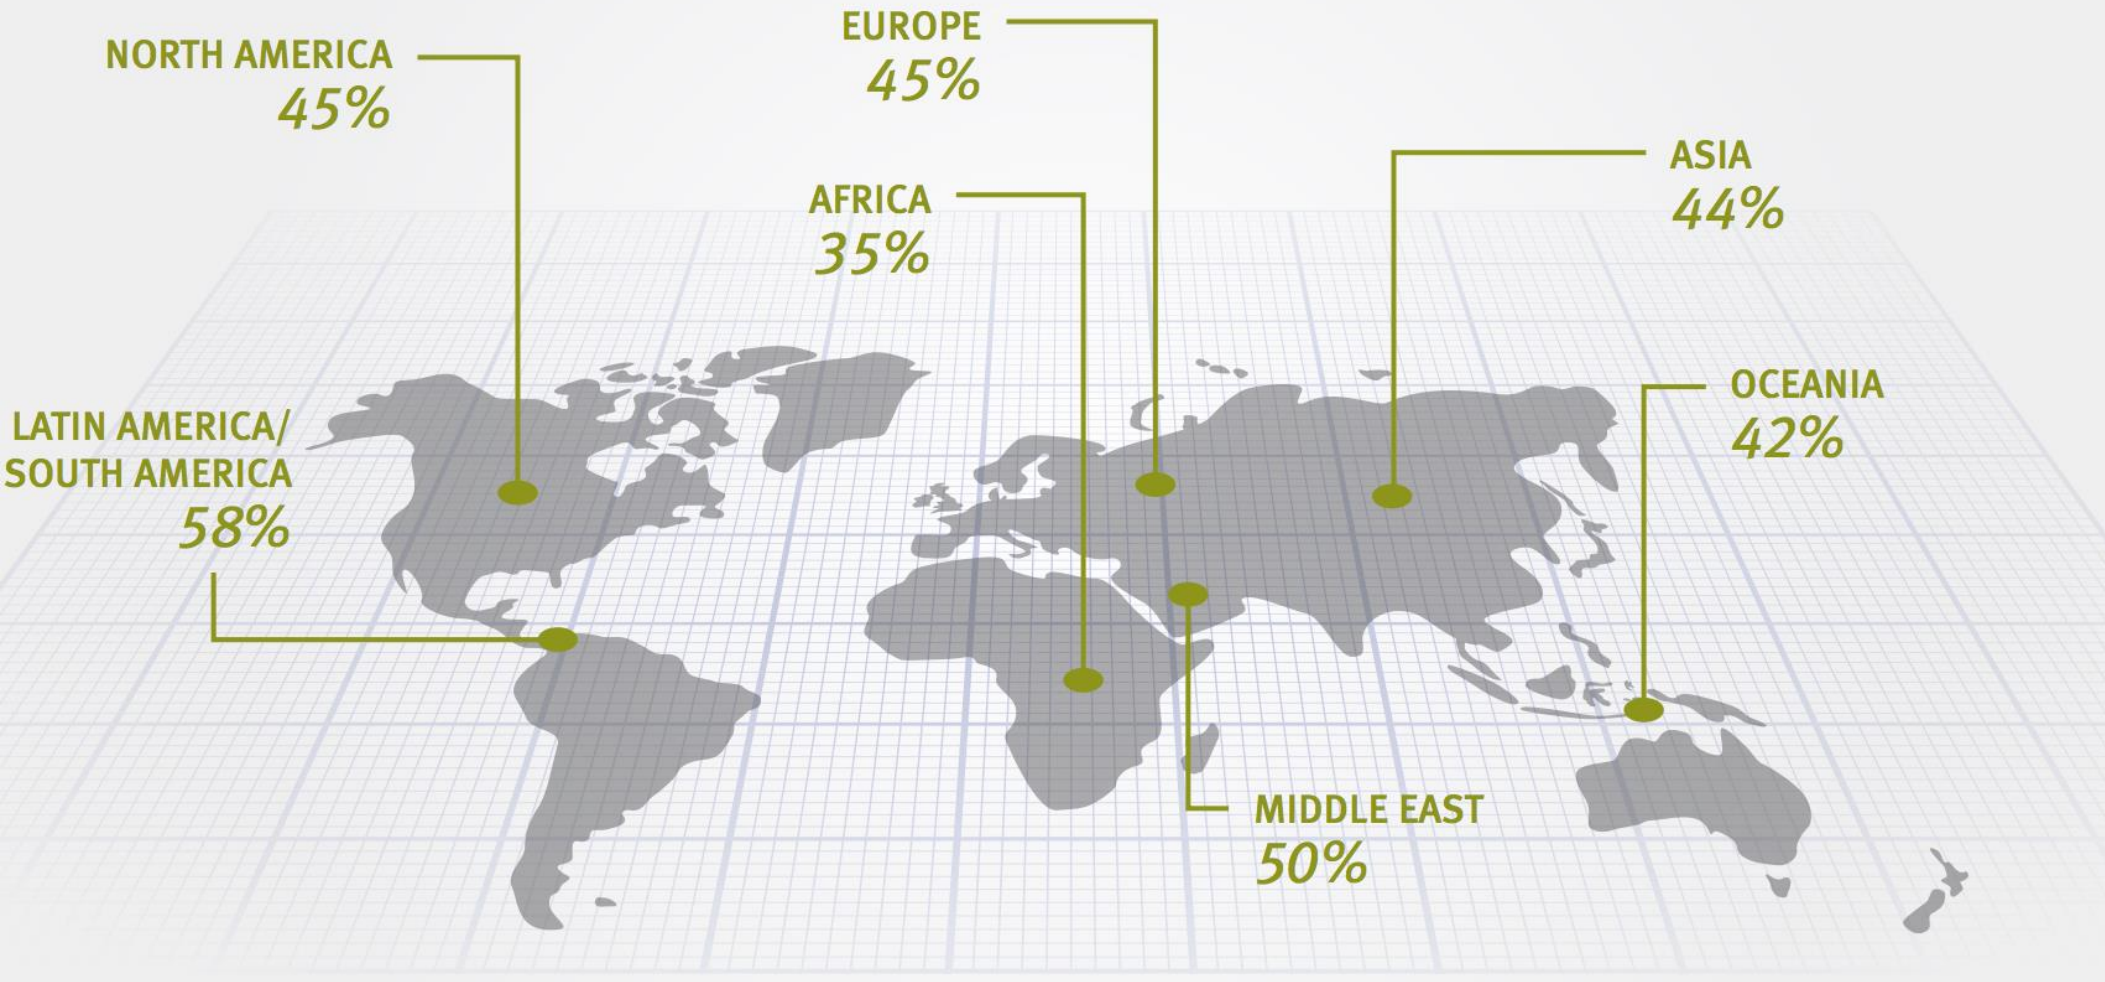 NORTH AMERICA
45%
EUROPE
45%
AFRICA
35%
ASIA
44%
LATIN AMERICA/
SOUTH AMERICA
58%
OCEANIA
42%
MIDDLE EAST
50%